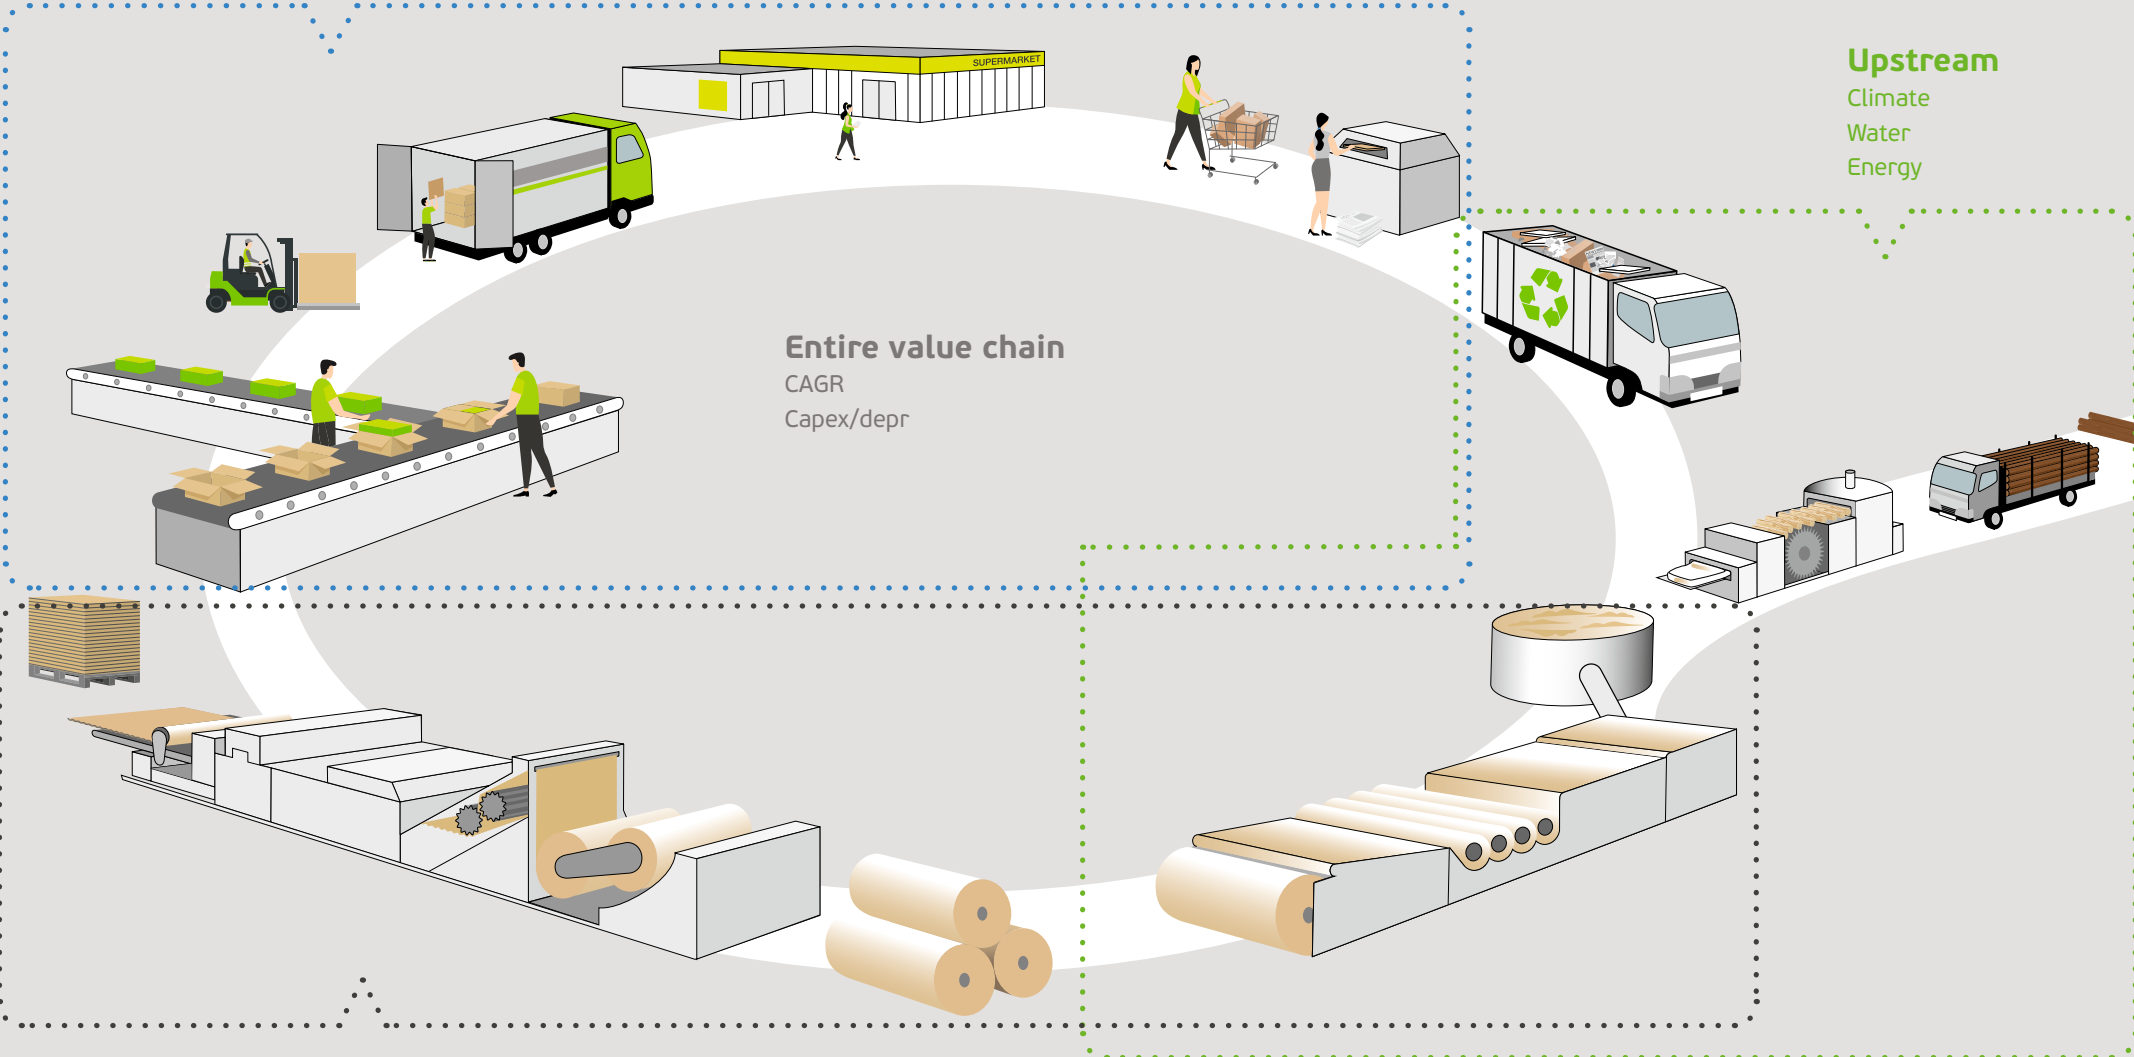 SUPERMARKET
Upstream
Climate
Water
Energy
Entire value chain
CAGR
Capex/depr